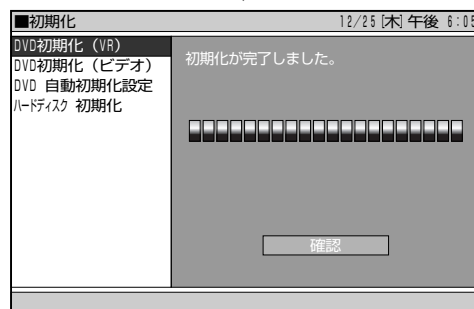 ■初期化 12/25[木]午後 6:05
DVD初期化（VR）
DVD初期化（ビデオ）
DVD 自動初期化設定
ﾊｰﾄﾞﾃﾞｨｽｸ 初期化
初期化が完了しました。
確認